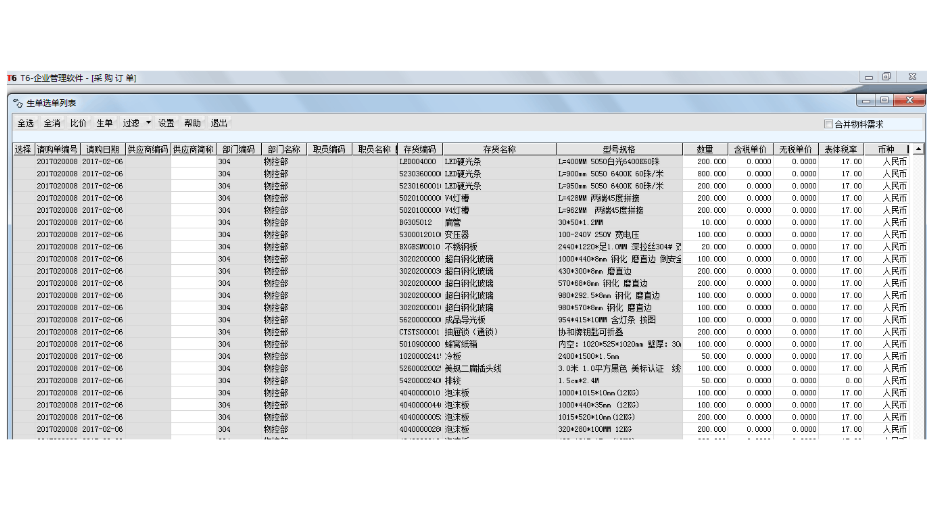 T6 T6-企业管理软件 - [采购订单]
生单选单列表
全选 全消 比价 生单 过滤 设置 帮助 退出 合并物料需求
选择 请购单编号 请购日期 供应商编码 供应商简称 部门编码 部门名称 职员编码 职员名称 存货编码 存货名称 型号规格 数量 含税单价 无税单价 表体税率 币种
2017020008 2017-02-06 304 物控部 LED硬光条 L=400MM 5050白光6400K60珠 200.000 0.0000 0.0000 17.00 人民币
2017020008 2017-02-06 304 物控部 5230360000 LED硬光条 L=900mm 5050 6400K 60珠/米 800.000 0.0000 0.0000 17.00 人民币
2017020008 2017-02-06 304 物控部 523016000 LED硬光条 L=950mm 5050 6400K 60珠/米 200.000 0.0000 0.0000 17.00 人民币
2017020008 2017-02-06 304 物控部 5020100000 V4灯槽 L=428MM 两端45度拼接 200.000 0.0000 0.0000 17.00 人民币
2017020008 2017-02-06 304 物控部 5020100000 V4灯槽 L=962MM 两端45度拼接 200.000 0.0000 0.0000 17.00 人民币
2017020008 2017-02-06 304 物控部 BG305012 扁管 30*50*1.2MM 10.000 0.0000 0.0000 17.00 人民币
2017020008 2017-02-06 304 物控部 530001201 变压器 100-240V 250W 宽电压 100.000 0.0000 0.0000 17.00 人民币
2017020008 2017-02-06 304 物控部 BXGBSM0010 不锈钢板 2440*1220*足1.0MM 深拉丝304# 20.000 0.0000 0.0000 17.00 人民币
2017020008 2017-02-06 304 物控部 3020200000 超白钢化玻璃 1000*440*8mm 钢化 磨直边 倒安全 100.000 0.0000 0.0000 17.00 人民币
2017020008 2017-02-06 304 物控部 302020000 超白钢化玻璃 430*300*8mm 磨直边 200.000 0.0000 0.0000 17.00 人民币
2017020008 2017-02-06 304 物控部 302020000 超白钢化玻璃 570*68*8mm 钢化 磨直边 200.000 0.0000 0.0000 17.00 人民币
2017020008 2017-02-06 304 物控部 302020000 超白钢化玻璃 980*292.5*8mm 钢化 磨直边 100.000 0.0000 0.0000 17.00 人民币
2017020008 2017-02-06 304 物控部 302020000 超白钢化玻璃 980*570*8mm 钢化 磨直边 100.000 0.0000 0.0000 17.00 人民币
2017020008 2017-02-06 304 物控部 562000000 成品导光板 954*415*10MM 含灯条 按图 100.000 0.0000 0.0000 17.00 人民币
2017020008 2017-02-06 304 物控部 CTSTS00001 抽屉锁(通锁) 协和牌钥匙可折叠 200.000 0.0000 0.0000 17.00 人民币
2017020008 2017-02-06 304 物控部 501090000 蜂窝纸箱 内空: 1020*525*1020mm 壁厚: 100.000 0.0000 0.0000 17.00 人民币
2017020008 2017-02-06 304 物控部 102000024 冷板 2400*1500*1.5mm 50.000 0.0000 0.0000 17.00 人民币
2017020008 2017-02-06 304 物控部 526000200 美规二扁插头线 3.0米 1.0平方黑色 美标认证 100.000 0.0000 0.0000 17.00 人民币
2017020008 2017-02-06 304 物控部 542000024 排铰 1.5cm*2.4M 50.000 0.0000 0.0000 0.00 人民币
2017020008 2017-02-06 304 物控部 404000001 泡沫板 1000*1015*10mm(12KG) 100.000 0.0000 0.0000 17.00 人民币
2017020008 2017-02-06 304 物控部 404000004 泡沫板 1000*440*35mm (12KG) 100.000 0.0000 0.0000 17.00 人民币
2017020008 2017-02-06 304 物控部 404000000 泡沫板 1015*520*10mm(12KG) 200.000 0.0000 0.0000 17.00 人民币
2017020008 2017-02-06 304 物控部 404000002 泡沫板 320*280*100MM 12KG 200.000 0.0000 0.0000 17.00 人民币